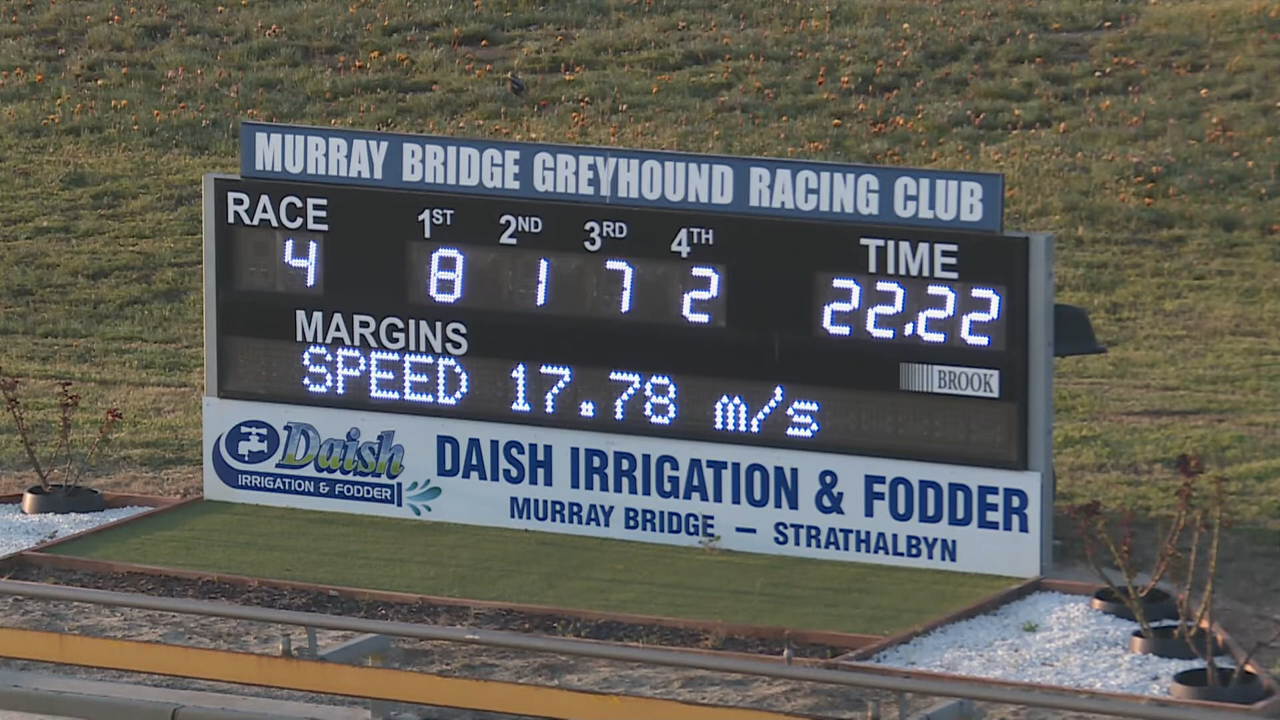 MURRAY BRIDGE GREYHOUND RACING CLUB
RACE 1ST 2ND 3RD 4TH TIME
4 8 1 7 2 22.22
MARGINS
SPEED 17.78 m/s
BROOK
Daish
IRRIGATION & FODDER
DAISH IRRIGATION & FODDER
MURRAY BRIDGE – STRATHALBYN